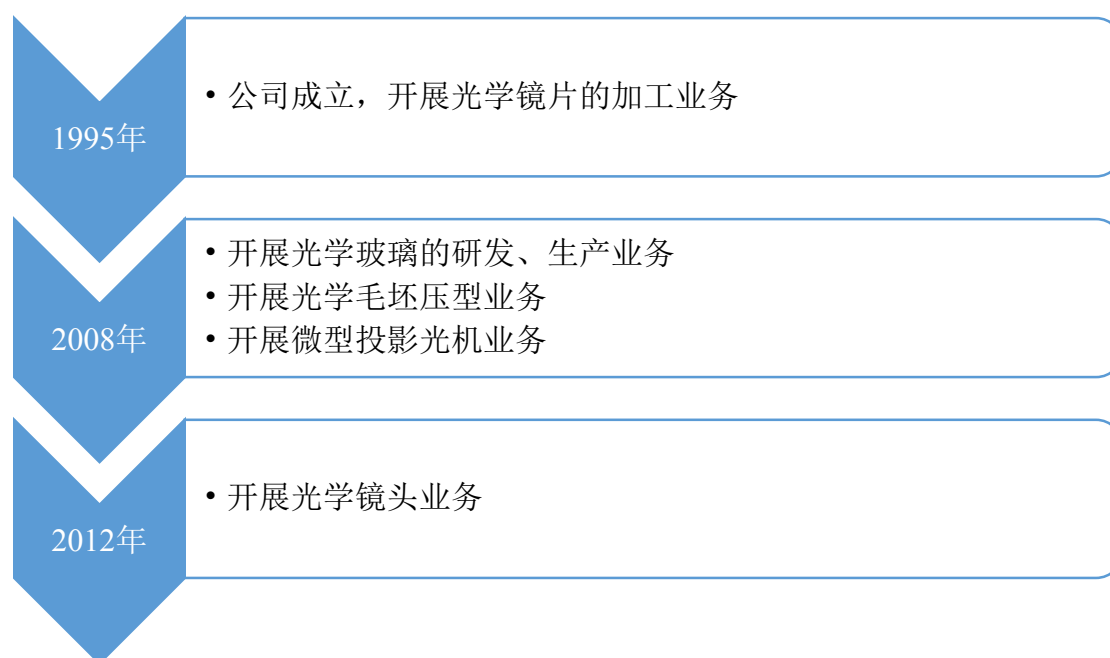 1995年
• 公司成立，开展光学镜片的加工业务
2008年
• 开展光学玻璃的研发、生产业务
• 开展光学毛坯压型业务
• 开展微型投影光机业务
2012年
• 开展光学镜头业务